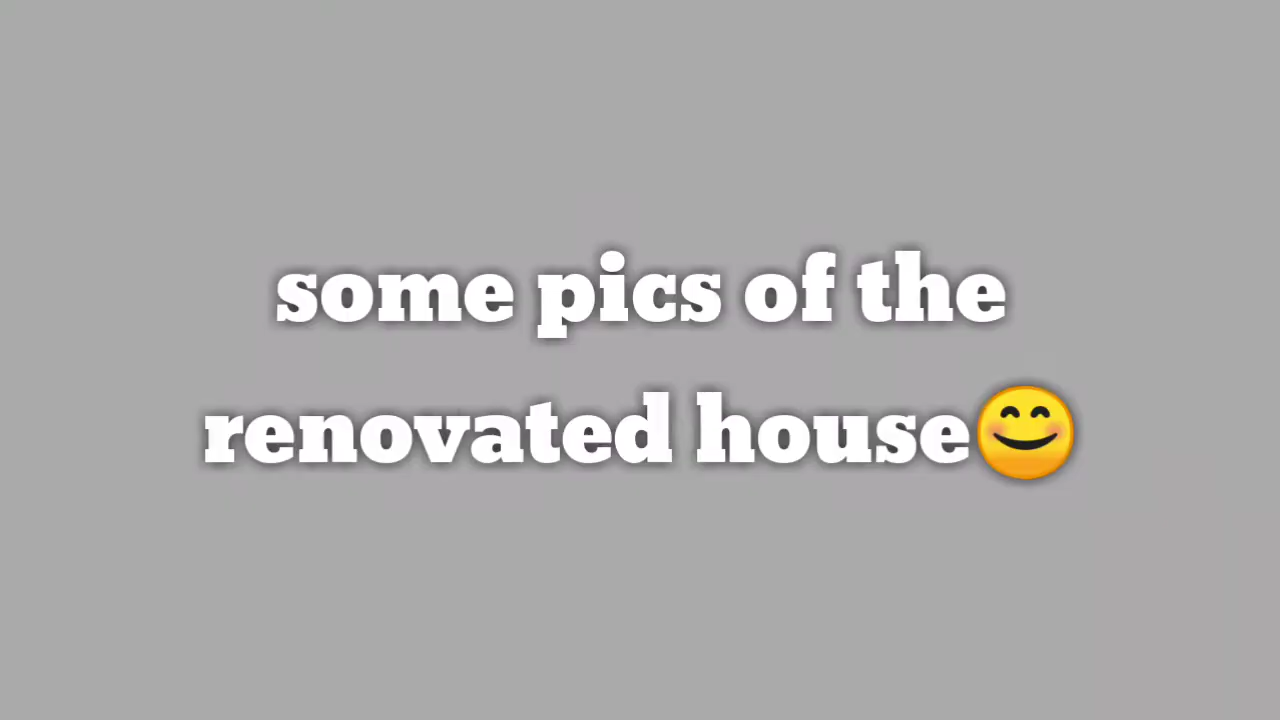 some pics of the
renovated house😊